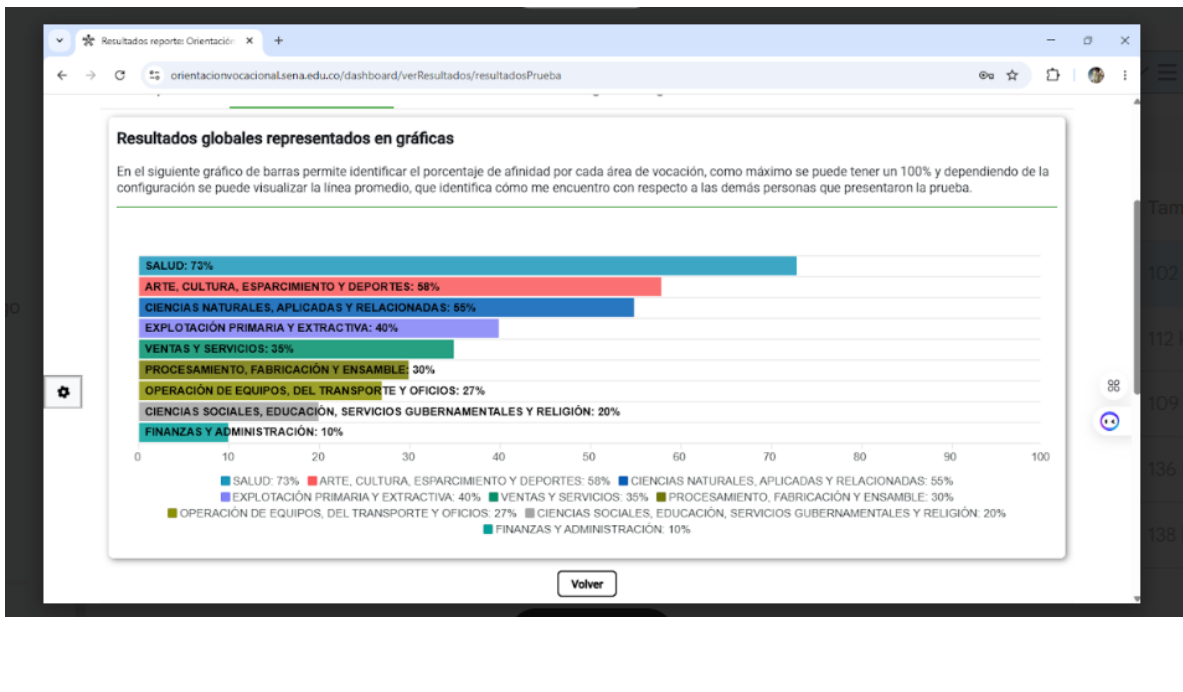 Resultados reporte: Orientación
orientacionvocacional.sena.edu.co/dashboard/verResultados/resultadosPrueba
Resultados globales representados en gráficas
En el siguiente gráfico de barras permite identificar el porcentaje de afinidad por cada área de vocación, como máximo se puede tener un 100% y dependiendo de la
configuración se puede visualizar la línea promedio, que identifica cómo me encuentro con respecto a las demás personas que presentaron la prueba.
SALUD: 73%
ARTE, CULTURA, ESPARCIMIENTO Y DEPORTES: 58%
CIENCIAS NATURALES, APLICADAS Y RELACIONADAS: 55%
EXPLOTACIÓN PRIMARIA Y EXTRACTIVA: 40%
VENTAS Y SERVICIOS: 35%
PROCESAMIENTO, FABRICACIÓN Y ENSAMBLE: 30%
OPERACIÓN DE EQUIPOS, DEL TRANSPORTE Y OFICIOS: 27%
CIENCIAS SOCIALES, EDUCACIÓN, SERVICIOS GUBERNAMENTALES Y RELIGIÓN: 20%
FINANZAS Y ADMINISTRACIÓN: 10%
0 10 20 30 40 50 60 70 80 90 100
SALUD: 73% ARTE, CULTURA, ESPARCIMIENTO Y DEPORTES: 58% CIENCIAS NATURALES, APLICADAS Y RELACIONADAS: 55%
EXPLOTACIÓN PRIMARIA Y EXTRACTIVA: 40% VENTAS Y SERVICIOS: 35% PROCESAMIENTO, FABRICACIÓN Y ENSAMBLE: 30%
OPERACIÓN DE EQUIPOS, DEL TRANSPORTE Y OFICIOS: 27% CIENCIAS SOCIALES, EDUCACIÓN, SERVICIOS GUBERNAMENTALES Y RELIGIÓN: 20%
FINANZAS Y ADMINISTRACIÓN: 10%
Volver
Tam
102
112
109
136
138